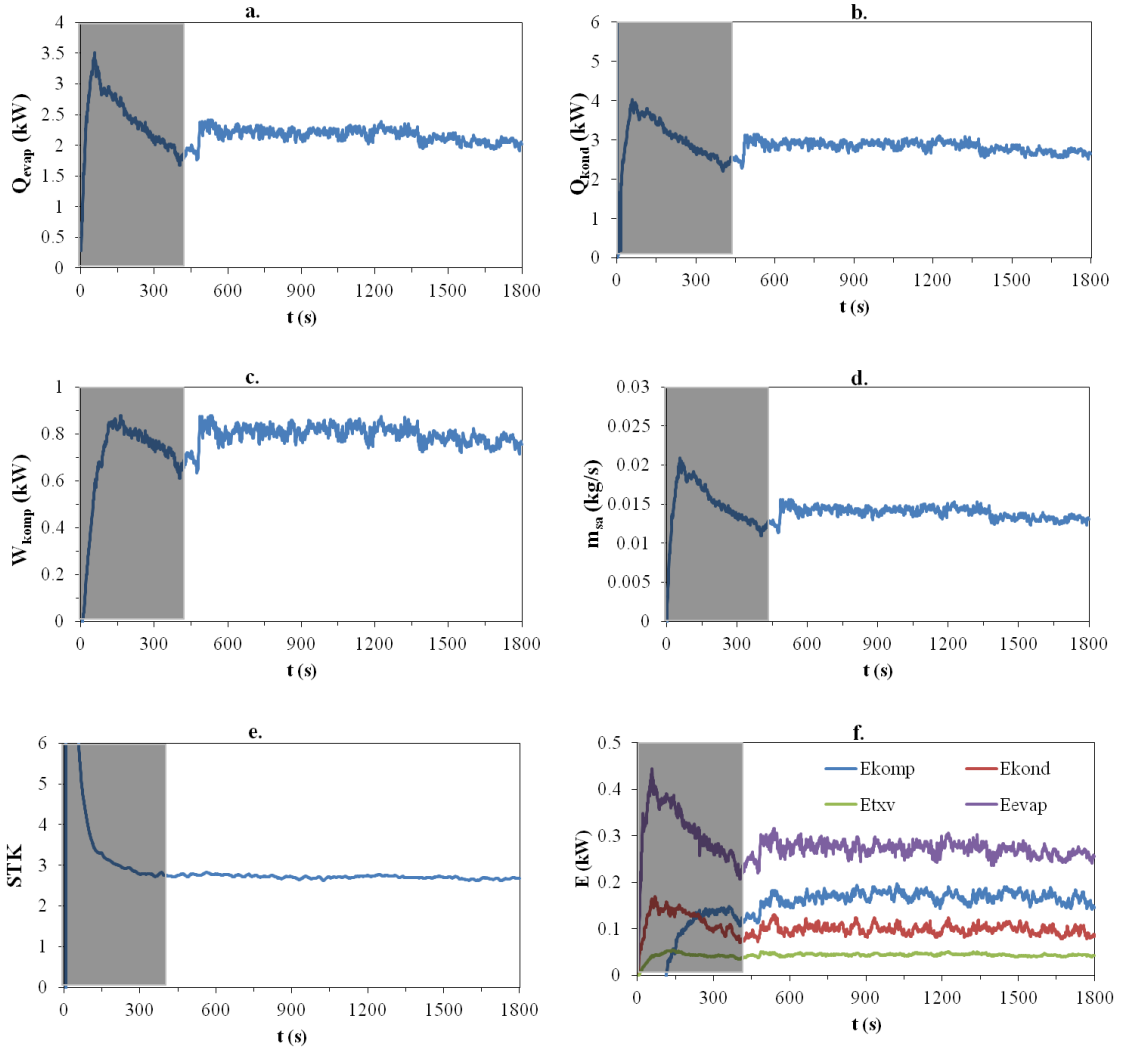 a.
4
3.5
3
2.5
2
1.5
1
0.5
0
Qevap (kW)
0 300 600 900 1200 1500 1800
t (s)
b.
6
5
4
3
2
1
0
Qkond (kW)
0 300 600 900 1200 1500 1800
t (s)
c.
1
0.8
0.6
0.4
0.2
0
Wkomp (kW)
0 300 600 900 1200 1500 1800
t (s)
d.
0.03
0.025
0.02
0.015
0.01
0.005
0
msa (kg/s)
0 300 600 900 1200 1500 1800
t (s)
e.
6
5
4
3
2
1
0
STK
0 300 600 900 1200 1500 1800
t (s)
f.
0.5
0.4
0.3
0.2
0.1
0
E (kW)
Ekomp Ekond
Etxv Eevap
0 300 600 900 1200 1500 1800
t (s)